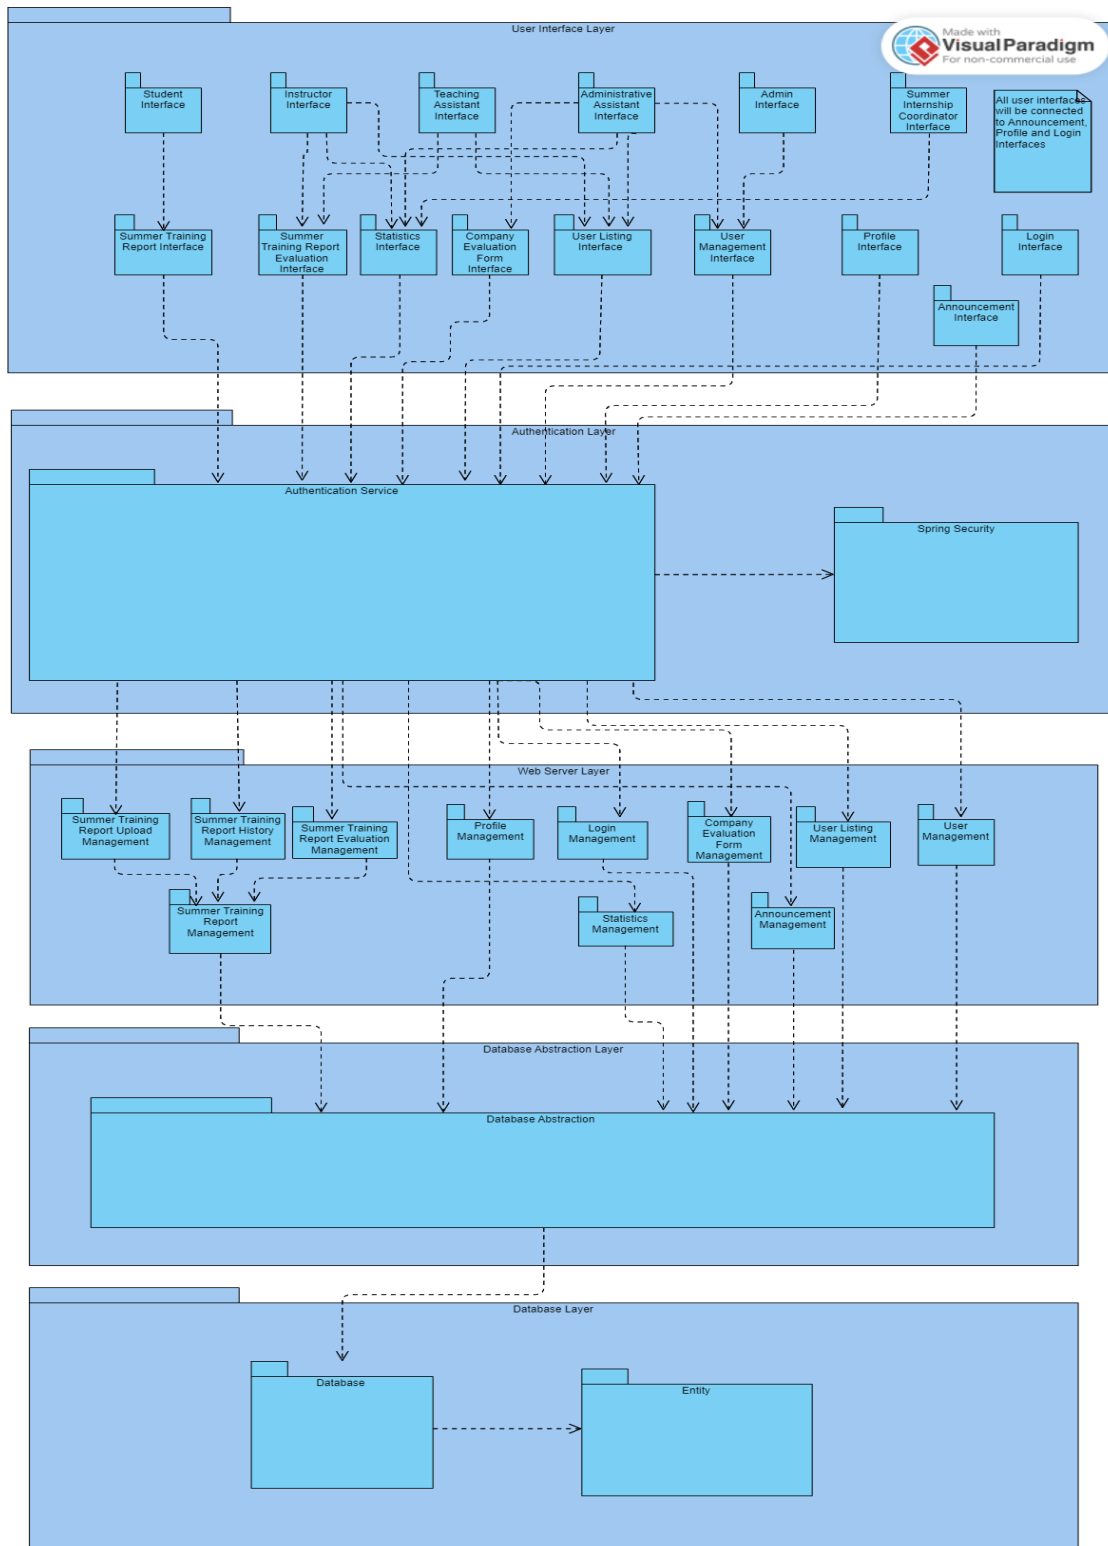 User Interface Layer
Made with
Visual Paradigm
For non-commercial use
Student
Interface
Instructor
Interface
Teaching
Assistant
Interface
Administrative
Assistant
Interface
Admin
Interface
Summer
Internship
Coordinator
Interface
All user interfaces
will be connected
to Announcement,
Profile and Login
Interfaces
Summer Training
Report Interface
Summer
Training Report
Evaluation
Interface
Statistics
Interface
Company
Evaluation
Form
Interface
User Listing
Interface
User
Management
Interface
Profile
Interface
Login
Interface
Announcement
Interface
Authentication Layer
Authentication Service
Spring Security
Web Server Layer
Summer Training
Report Upload
Management
Summer Training
Report History
Management
Summer Training
Report Evaluation
Management
Profile
Management
Login
Management
Company
Evaluation
Form
Management
User Listing
Management
User
Management
Summer Training
Report
Management
Statistics
Management
Announcement
Management
Database Abstraction Layer
Database Abstraction
Database Layer
Database
Entity